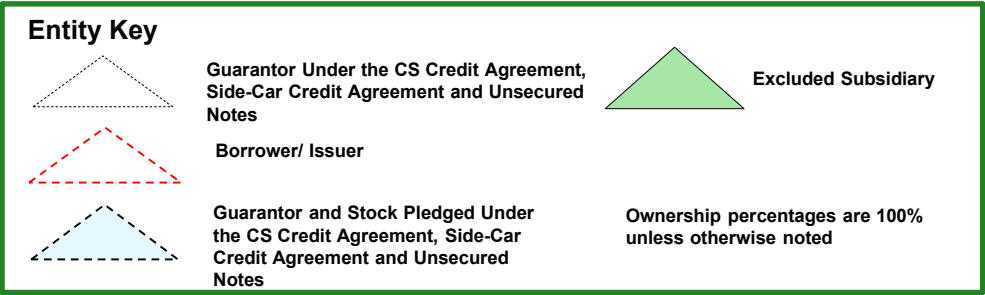 Entity Key
Guarantor Under the CS Credit Agreement,
Side-Car Credit Agreement and Unsecured
Notes
Excluded Subsidiary
Borrower/ Issuer
Guarantor and Stock Pledged Under
the CS Credit Agreement, Side-Car
Credit Agreement and Unsecured
Notes
Ownership percentages are 100%
unless otherwise noted